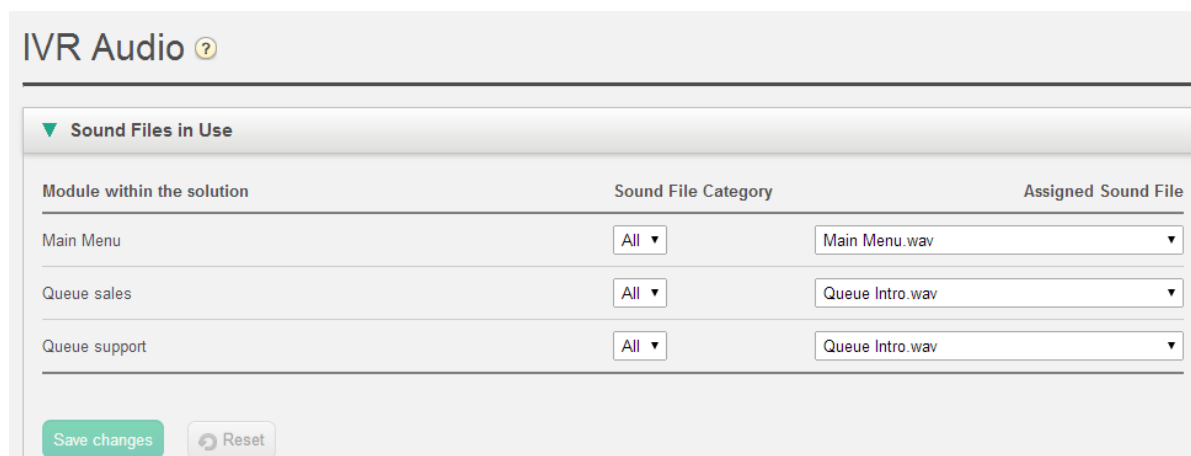 IVR Audio ?
Sound Files in Use
Module within the solution Sound File Category Assigned Sound File
Main Menu All Main Menu.wav
Queue sales All Queue Intro.wav
Queue support All Queue Intro.wav
Save changes Reset